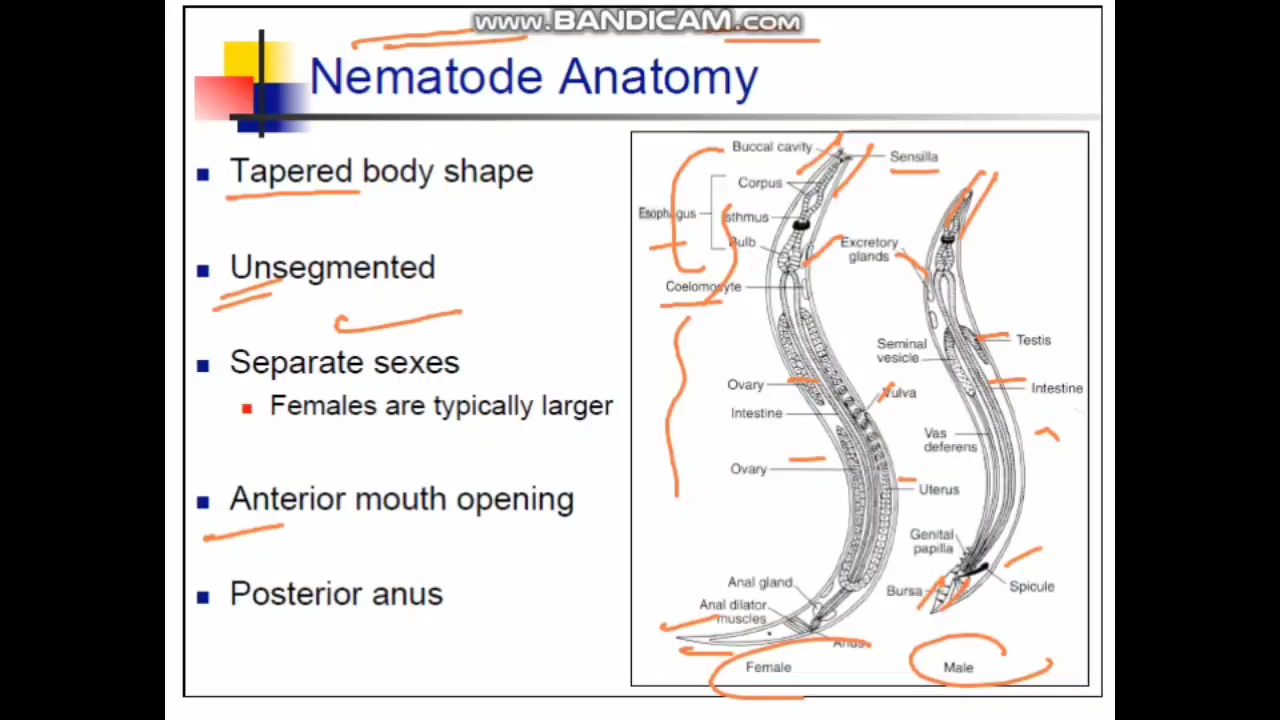 www.BANDICAM.com
Nematode Anatomy
Tapered body shape
Unsegmented
Separate sexes
Females are typically larger
Anterior mouth opening
Posterior anus
Buccal cavity
Sensilla
Corpus
Esophagus
Isthmus
Bulb
Excretory
glands
Coelomocyte
Testis
Seminal
vesicle
Ovary
Vulva
Intestine
Intestine
Vas
deferens
Ovary
Uterus
Genital
papilla
Anal gland
Bursa
Spicule
Anal dilator
muscles
Anus
Female
Male